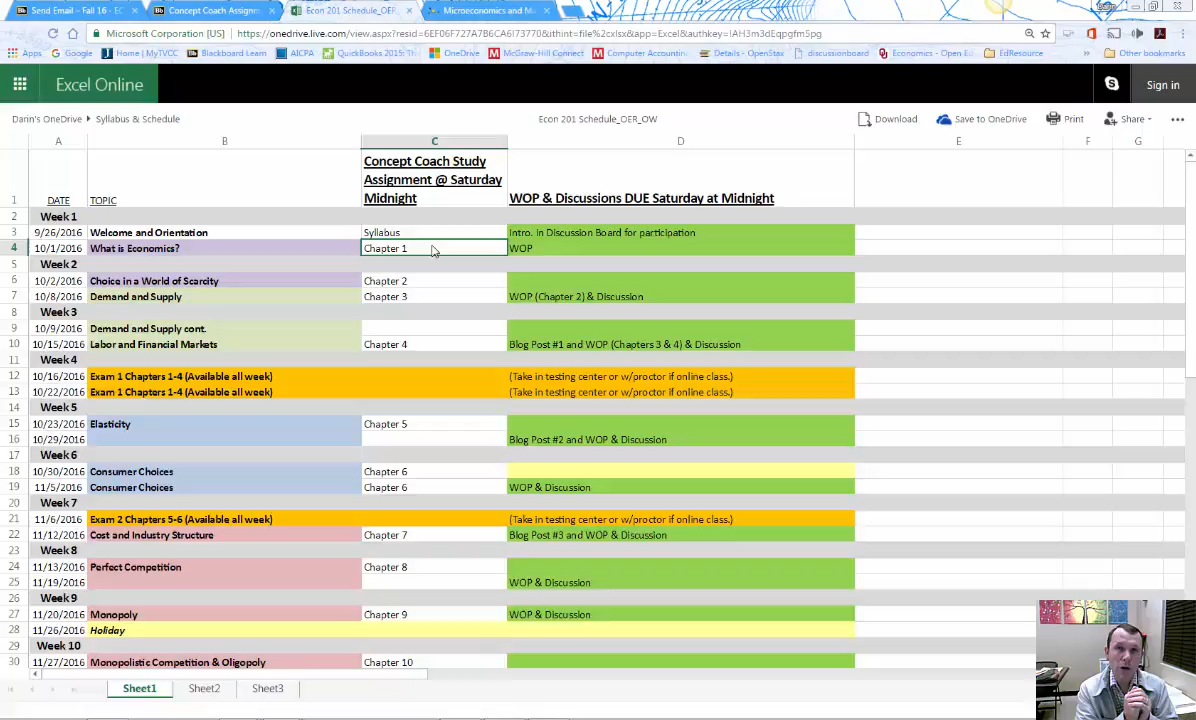 Send Email – Fall 16 - EC
Concept Coach Assignm
Econ 201 Schedule_OER_
Microeconomics and M
Darin
Microsoft Corporation [US]
https://onedrive.live.com/view.aspx?resid=6EF06F727A7B6CA6!73770&ithint=file%2cxlsx&app=Excel&authkey=!AH3m3dEqpgfm5pg
Apps
Google
Home | MyTVCC
Blackboard Learn
AICPA
QuickBooks 2015: Th
OneDrive
McGraw-Hill Connect
Computer Accountin
Details - OpenStax
discussionboard
Economics - Open Ed
EdResource
Other bookmarks
Excel Online
Sign in
Darin's OneDrive
Syllabus & Schedule
Econ 201 Schedule_OER_OW
Download
Save to OneDrive
Print
Share
A B C D E F G
1 DATE TOPIC Concept Coach Study
Assignment @ Saturday
Midnight
WOP & Discussions DUE Saturday at Midnight
2 Week 1
3 9/26/2016 Welcome and Orientation Syllabus Intro. in Discussion Board for participation
4 10/1/2016 What is Economics? Chapter 1 WOP
5 Week 2
6 10/2/2016 Choice in a World of Scarcity Chapter 2
7 10/8/2016 Demand and Supply Chapter 3 WOP (Chapter 2) & Discussion
8 Week 3
9 10/9/2016 Demand and Supply cont.
10 10/15/2016 Labor and Financial Markets Chapter 4 Blog Post #1 and WOP (Chapters 3 & 4) & Discussion
11 Week 4
12 10/16/2016 Exam 1 Chapters 1-4 (Available all week) (Take in testing center or w/proctor if online class.)
13 10/22/2016 Exam 1 Chapters 1-4 (Available all week) (Take in testing center or w/proctor if online class.)
14 Week 5
15 10/23/2016 Elasticity Chapter 5
16 10/29/2016 Blog Post #2 and WOP & Discussion
17 Week 6
18 10/30/2016 Consumer Choices Chapter 6
19 11/5/2016 Consumer Choices Chapter 6 WOP & Discussion
20 Week 7
21 11/6/2016 Exam 2 Chapters 5-6 (Available all week) (Take in testing center or w/proctor if online class.)
22 11/12/2016 Cost and Industry Structure Chapter 7 Blog Post #3 and WOP & Discussion
23 Week 8
24 11/13/2016 Perfect Competition Chapter 8
25 11/19/2016 WOP & Discussion
26 Week 9
27 11/20/2016 Monopoly Chapter 9 WOP & Discussion
28 11/26/2016 Holiday
29 Week 10
30 11/27/2016 Monopolistic Competition & Oligopoly Chapter 10
Sheet1
Sheet2
Sheet3